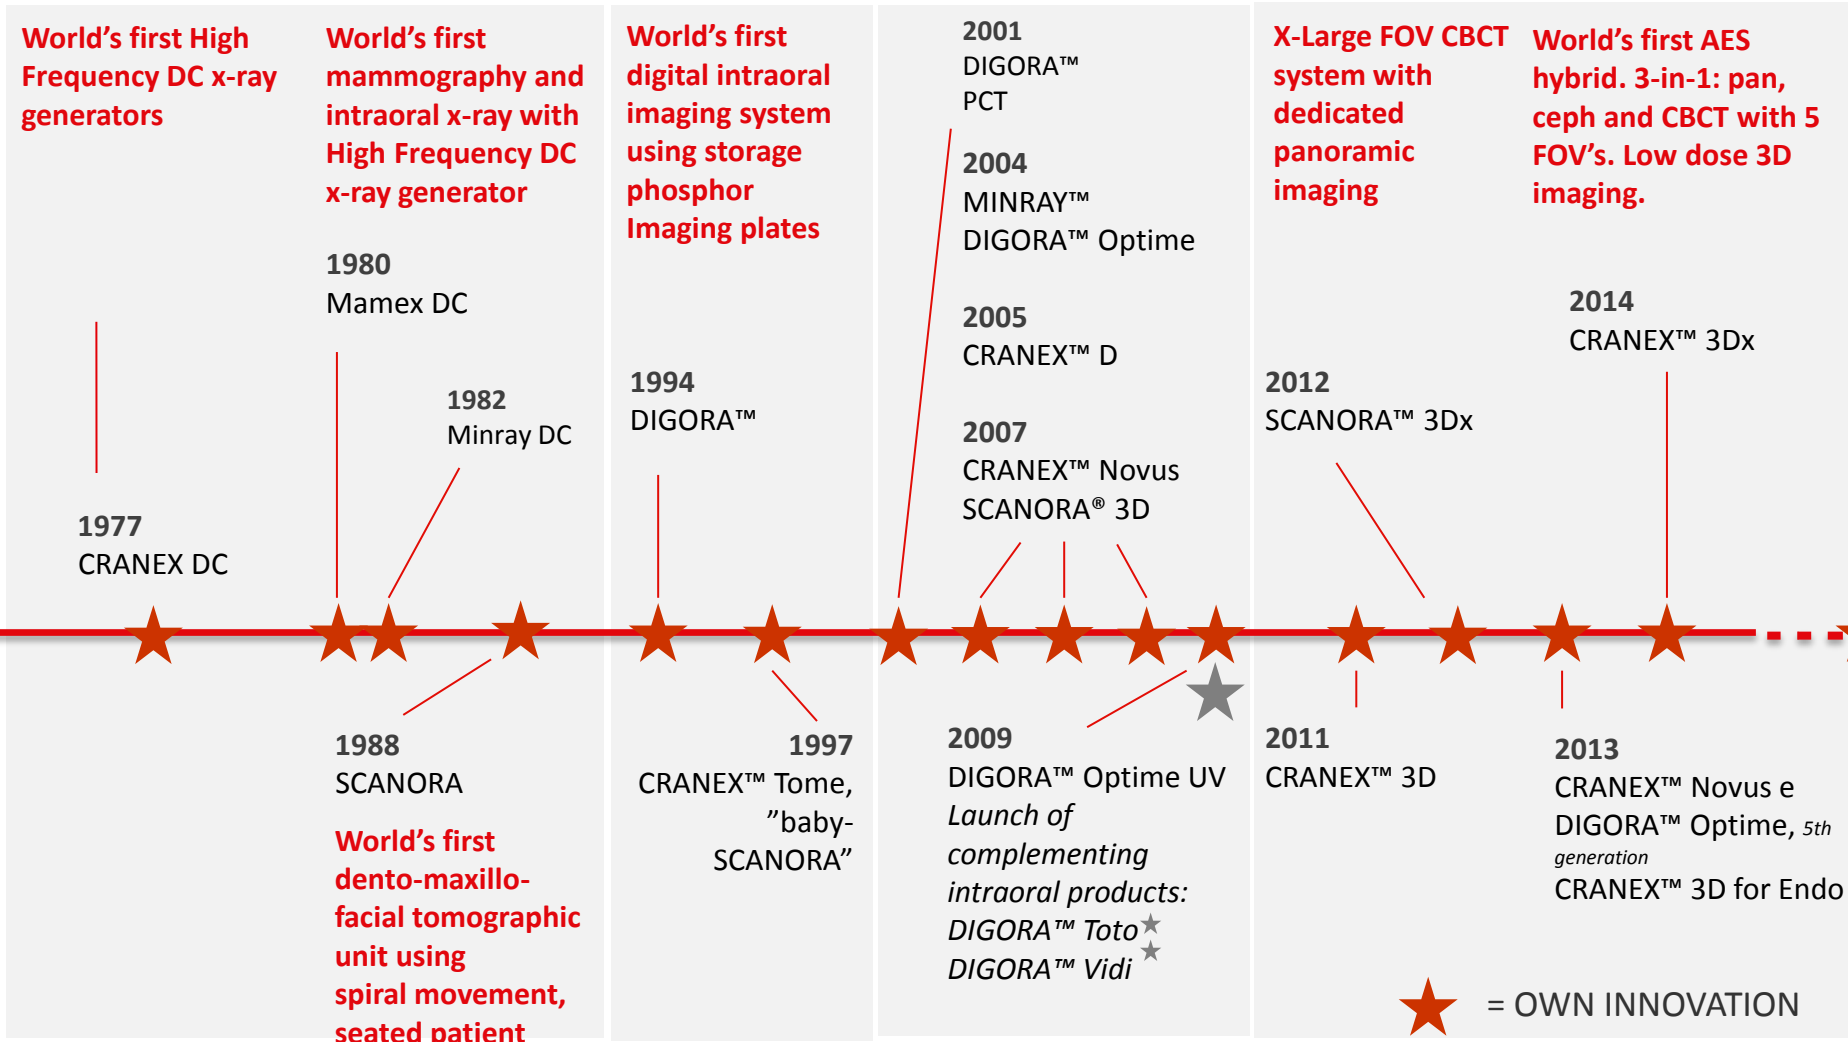 World’s first High
Frequency DC x-ray
generators
1977
CRANEX DC
World’s first
mammography and
intraoral x-ray with
High Frequency DC
x-ray generator
1980
Mamex DC
1982
Minray DC
1988
SCANORA
World’s first
dento-maxillo-
facial tomographic
unit using
spiral movement,
seated patient
World’s first
digital intraoral
imaging system
using storage
phosphor
Imaging plates
1994
DIGORA™
1997
CRANEX™ Tome,
”baby-
SCANORA”
2001
DIGORA™
PCT
2004
MINRAY™
DIGORA™ Optime
2005
CRANEX™ D
2007
CRANEX™ Novus
SCANORA® 3D
2009
DIGORA™ Optime UV
Launch of
complementing
intraoral products:
DIGORA™ Toto
DIGORA™ Vidi
X-Large FOV CBCT
system with
dedicated
panoramic
imaging
2012
SCANORA™ 3Dx
2011
CRANEX™ 3D
World’s first AES
hybrid. 3-in-1: pan,
ceph and CBCT with 5
FOV’s. Low dose 3D
imaging.
2014
CRANEX™ 3Dx
2013
CRANEX™ Novus e
DIGORA™ Optime, 5th
generation
CRANEX™ 3D for Endo
= OWN INNOVATION